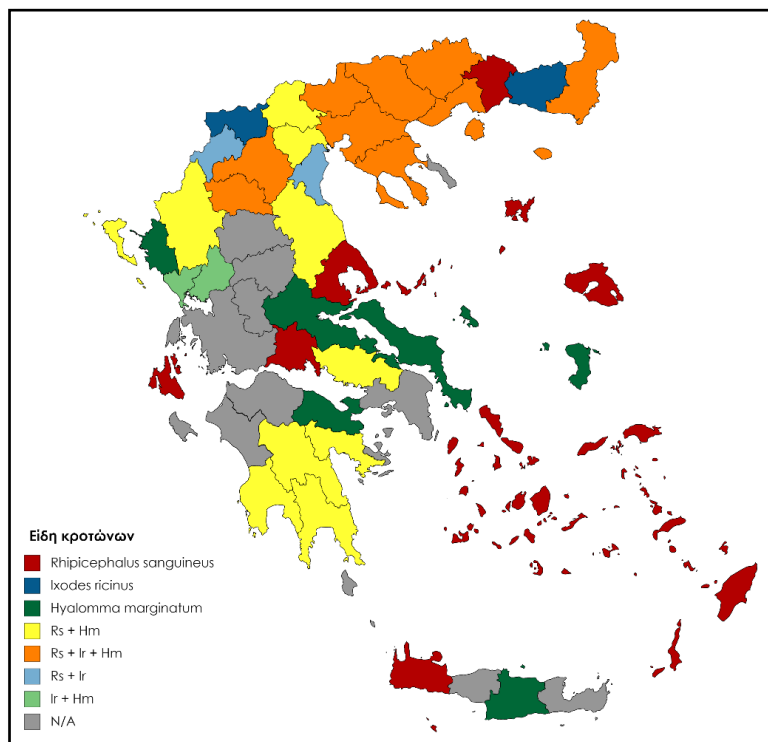 Είδη κροτώνων
Rhipicephalus sanguineus
Ixodes ricinus
Hyalomma marginatum
Rs + Hm
Rs + Ir + Hm
Rs + Ir
Ir + Hm
N/A